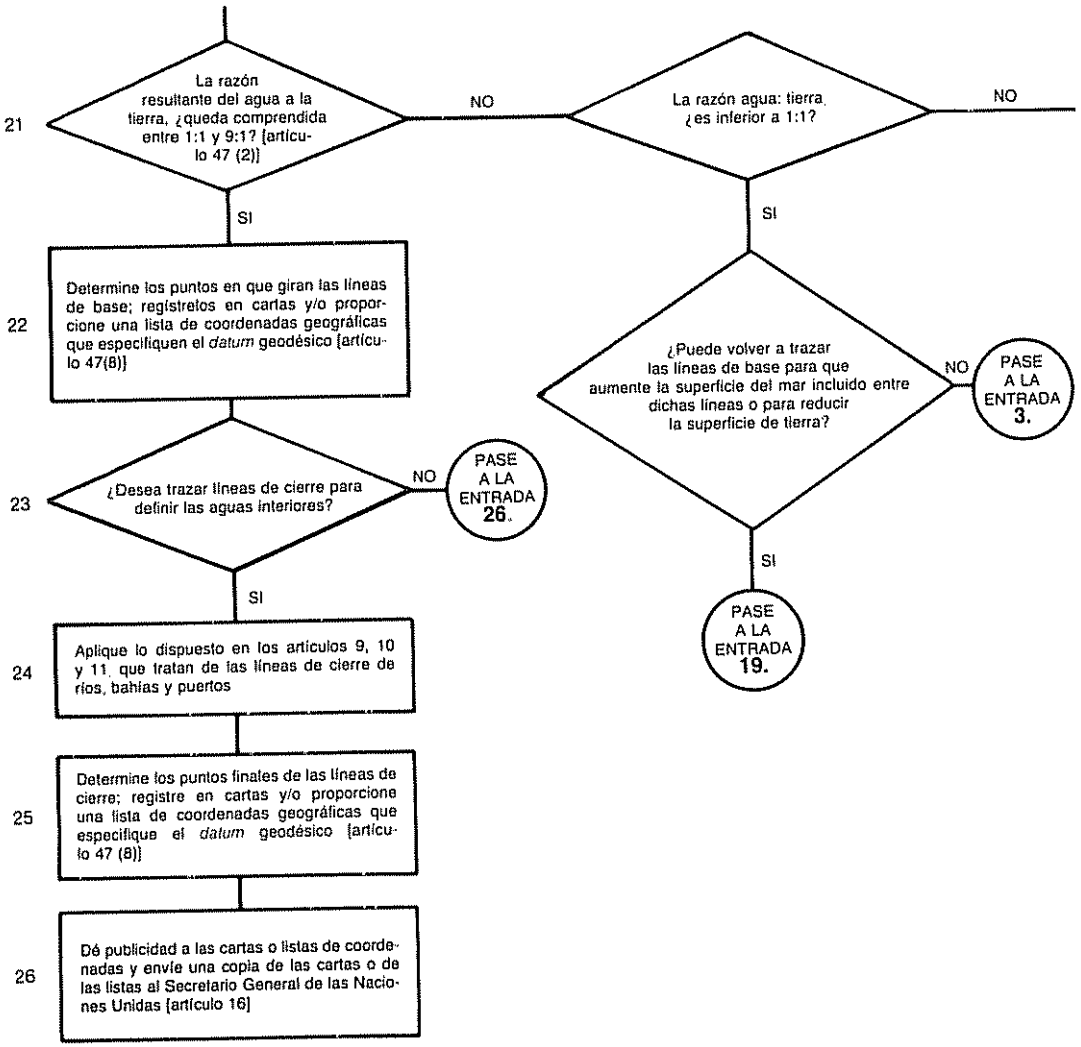 21
La razón
resultante del agua a la
tierra, ¿queda comprendida
entre 1:1 y 9:1? [artícu-
lo 47 (2)]
NO
La razón agua: tierra
¿es inferior a 1:1?
NO
SI
SI
22
Determine los puntos en que giran las líneas
de base; regístrelos en cartas y/o propor-
cione una lista de coordenadas geográficas
que especifiquen el datum geodésico [artícu-
lo 47(8)]
¿Puede volver a trazar
las líneas de base para que
aumente la superficie del mar incluido entre
dichas líneas o para reducir
la superficie de tierra?
NO
PASE
A LA
ENTRADA
3.
23
¿Desea trazar líneas de cierre para
definir las aguas interiores?
NO
PASE
A LA
ENTRADA
26.
SI
SI
PASE
A LA
ENTRADA
19.
24
Aplique lo dispuesto en los artículos 9, 10
y 11, que tratan de las líneas de cierre de
ríos, bahías y puertos
25
Determine los puntos finales de las líneas de
cierre; registre en cartas y/o proporcione
una lista de coordenadas geográficas que
especifique el datum geodésico [artícu-
lo 47 (8)]
26
Dé publicidad a las cartas o listas de coorde-
nadas y envíe una copia de las cartas o de
las listas al Secretario General de las Nacio-
nes Unidas [artículo 16]